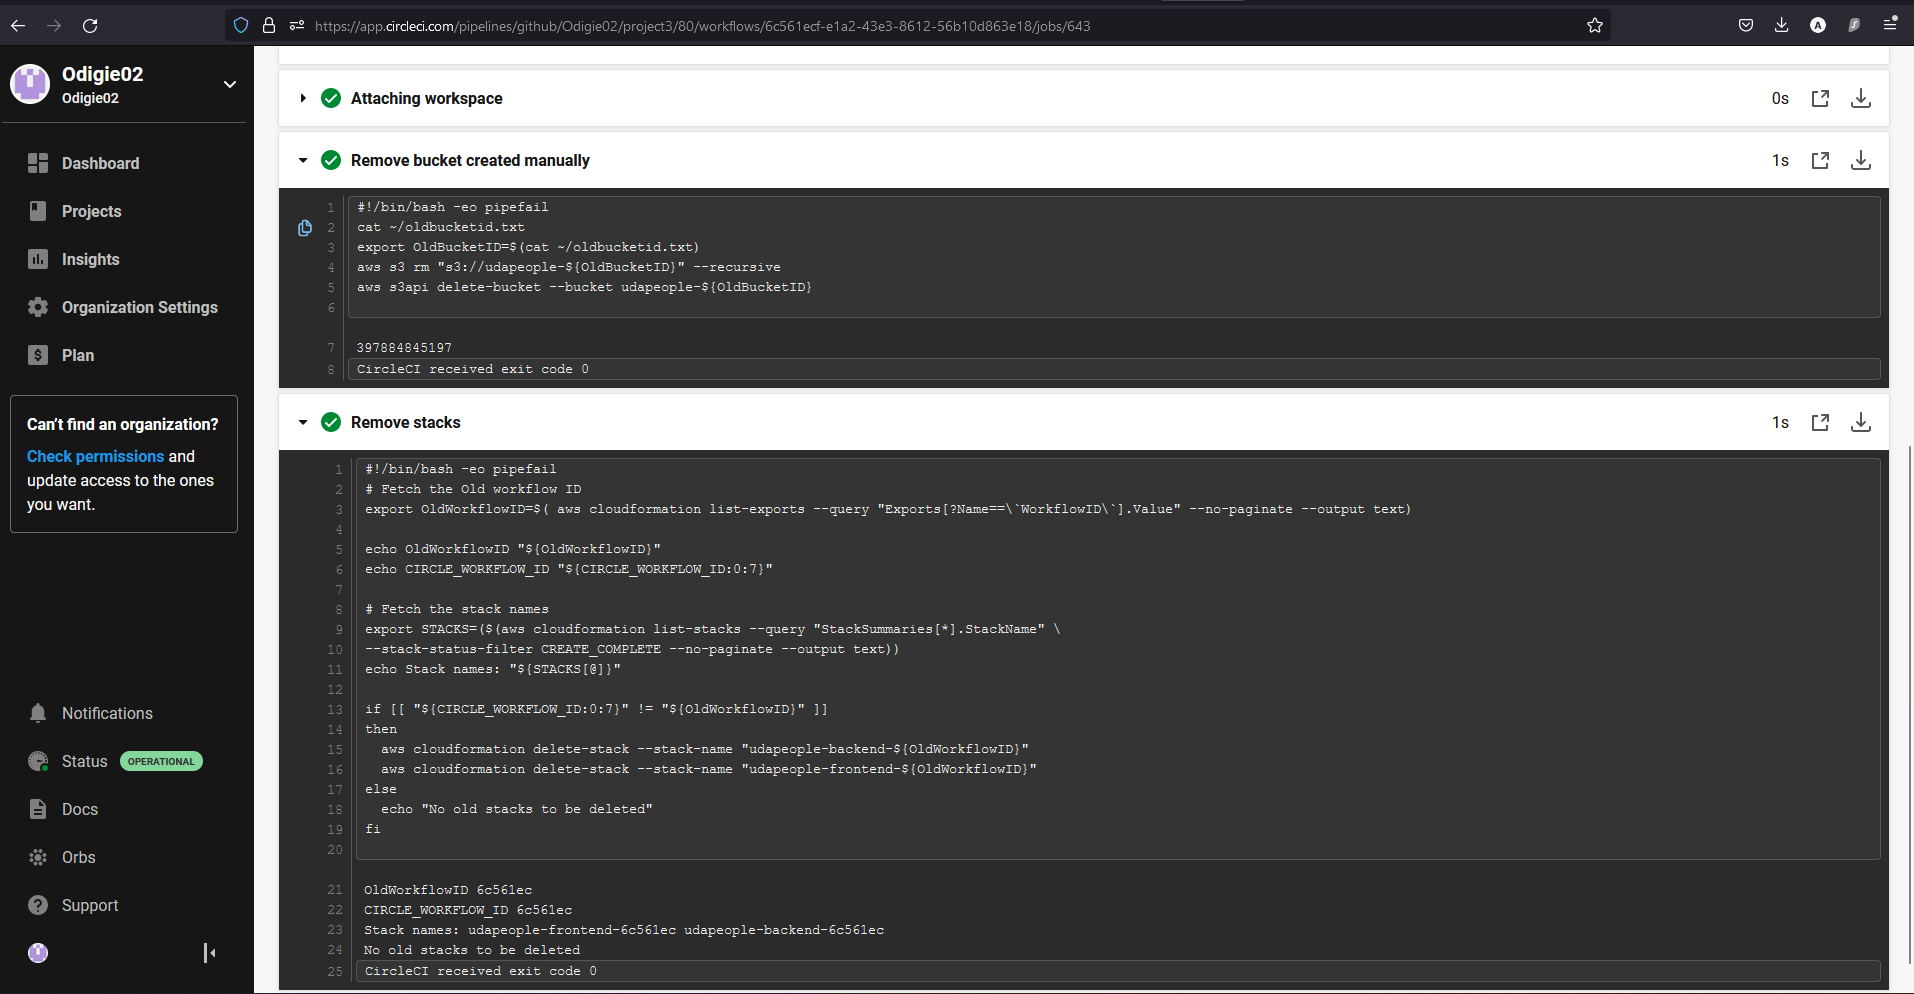 https://app.circleci.com/pipelines/github/Odigie02/project3/80/workflows/6c561ecf-e1a2-43e3-8612-56b10d863e18/jobs/643
A
Odigie02
Odigie02
Dashboard
Projects
Insights
Organization Settings
Plan
Can't find an organization?
Check permissions and
update access to the ones
you want.
Notifications
Status OPERATIONAL
Docs
Orbs
Support
Attaching workspace 0s
Remove bucket created manually 1s
1 #!/bin/bash -eo pipefail
2 cat ~/oldbucketid.txt
3 export OldBucketID=$(cat ~/oldbucketid.txt)
4 aws s3 rm "s3://udapeople-${OldBucketID}" --recursive
5 aws s3api delete-bucket --bucket udapeople-${OldBucketID}
6
7 397884845197
8 CircleCI received exit code 0
Remove stacks 1s
1 #!/bin/bash -eo pipefail
2 # Fetch the Old workflow ID
3 export OldWorkflowID=$( aws cloudformation list-exports --query "Exports[?Name==\`WorkflowID\`].Value" --no-paginate --output text)
4
5 echo OldWorkflowID "${OldWorkflowID}"
6 echo CIRCLE_WORKFLOW_ID "${CIRCLE_WORKFLOW_ID:0:7}"
7
8 # Fetch the stack names
9 export STACKS=($(aws cloudformation list-stacks --query "StackSummaries[*].StackName" \
10 --stack-status-filter CREATE_COMPLETE --no-paginate --output text))
11 echo Stack names: "${STACKS[@]}"
12
13 if [[ "${CIRCLE_WORKFLOW_ID:0:7}" != "${OldWorkflowID}" ]]
14 then
15 aws cloudformation delete-stack --stack-name "udapeople-backend-${OldWorkflowID}"
16 aws cloudformation delete-stack --stack-name "udapeople-frontend-${OldWorkflowID}"
17 else
18 echo "No old stacks to be deleted"
19 fi
20
21 OldWorkflowID 6c561ec
22 CIRCLE_WORKFLOW_ID 6c561ec
23 Stack names: udapeople-frontend-6c561ec udapeople-backend-6c561ec
24 No old stacks to be deleted
25 CircleCI received exit code 0